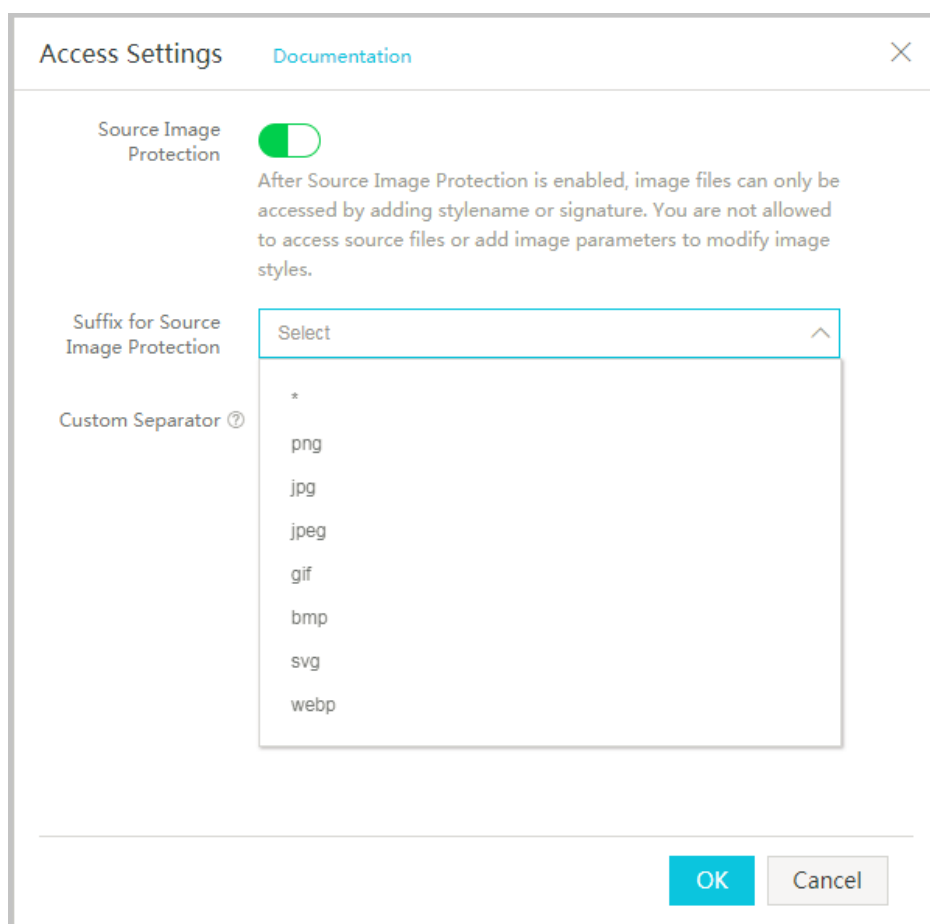 Access Settings Documentation
Source Image
Protection
After Source Image Protection is enabled, image files can only be
accessed by adding stylename or signature. You are not allowed
to access source files or add image parameters to modify image
styles.
Suffix for Source
Image Protection
Select
*
png
jpg
jpeg
gif
bmp
svg
webp
Custom Separator ?
OK Cancel